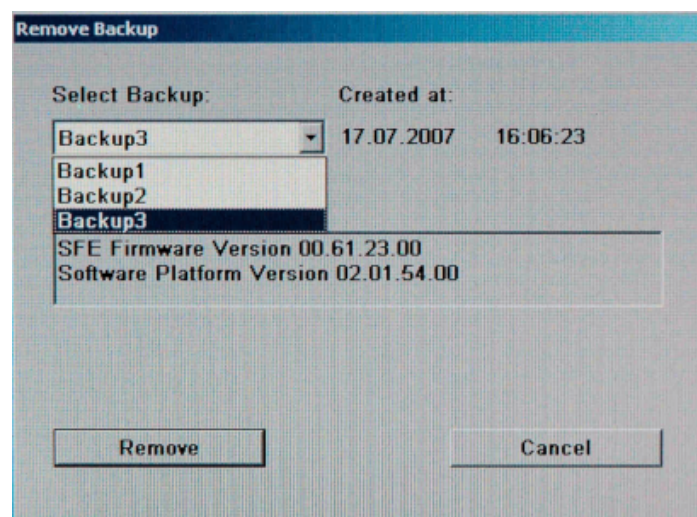 Remove Backup
Select Backup: Created at:
Backup3 17.07.2007 16:06:23
Backup1
Backup2
Backup3
SFE Firmware Version 00.61.23.00
Software Platform Version 02.01.54.00
Remove Cancel